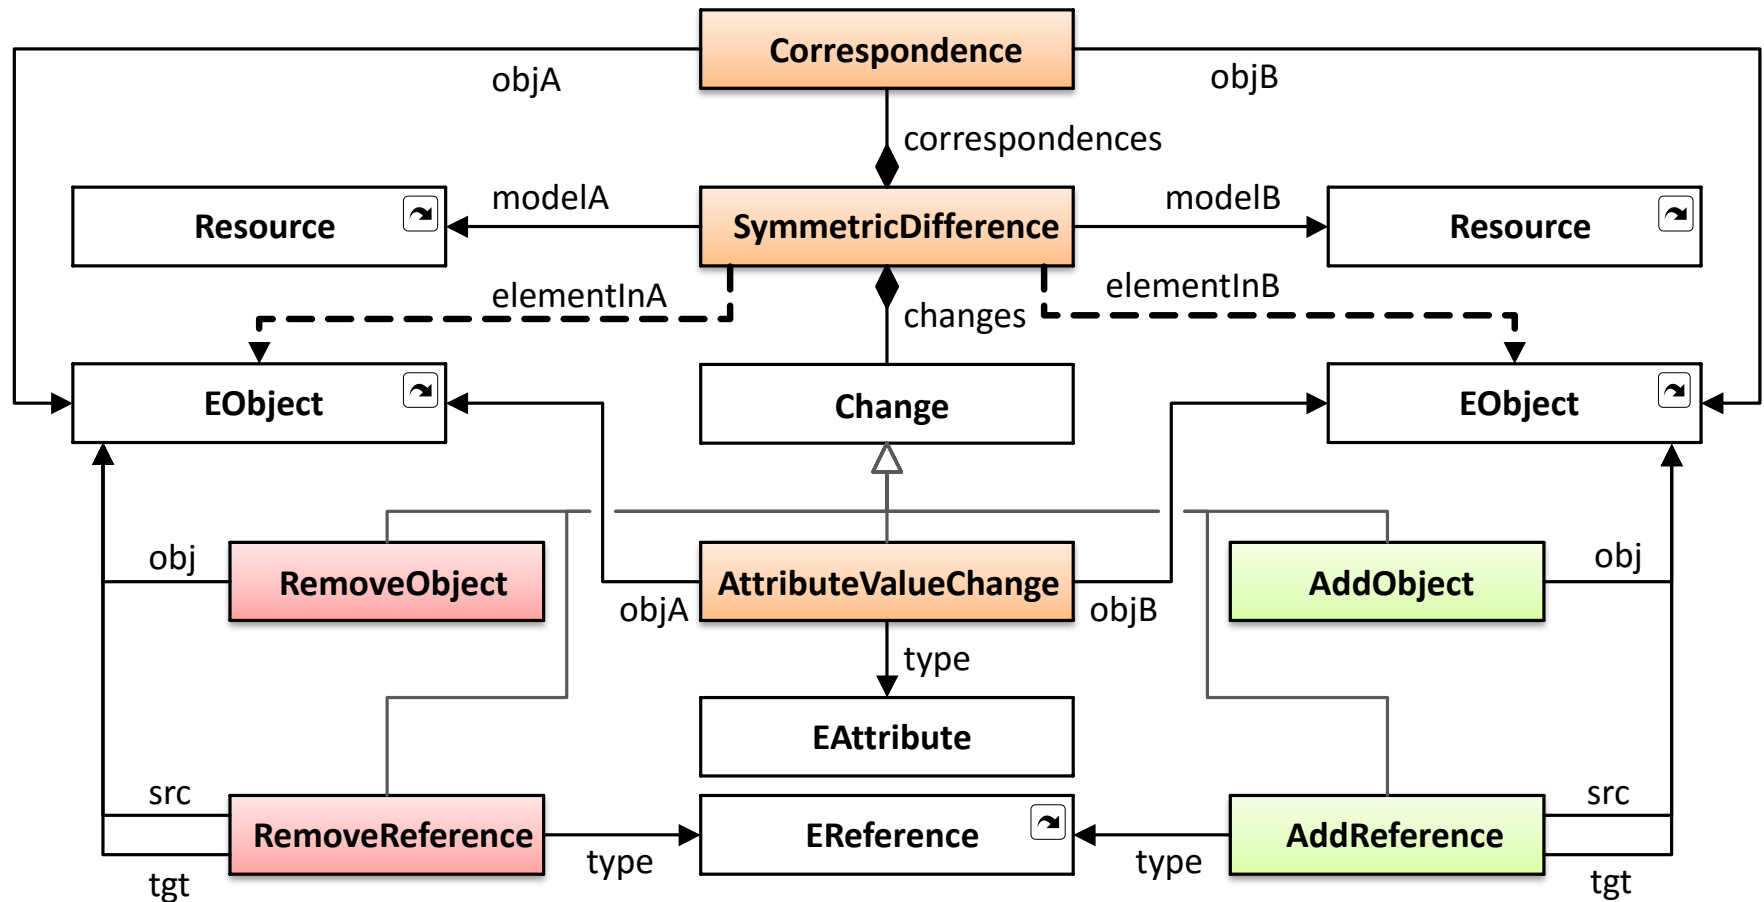 Correspondence
objA
objB
correspondences
Resource
modelA
SymmetricDifference
modelB
Resource
elementInA
elementInB
changes
EObject
Change
EObject
obj
RemoveObject
objA
AttributeValueChange
objB
AddObject
obj
type
EAttribute
src
RemoveReference
tgt
type
EReference
type
AddReference
src
tgt